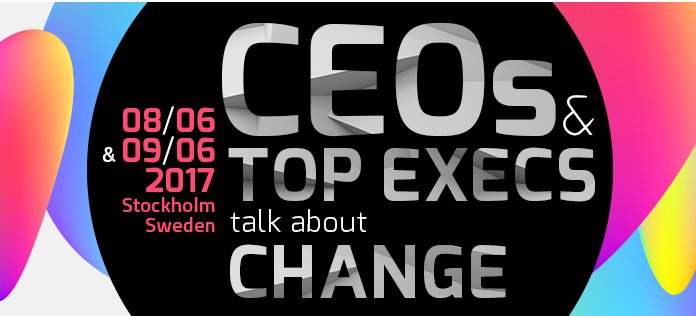 08/06
& 09/06
2017
Stockholm
Sweden
CEOs &
TOP EXECS
talk about
CHANGE